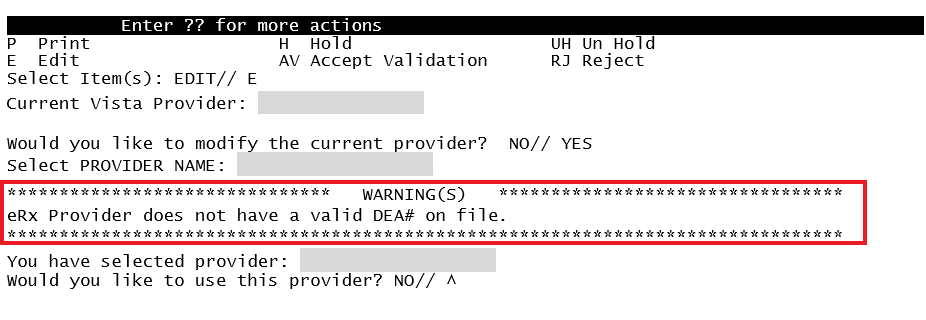 Enter ?? for more actions
P  Print                  H  Hold                   UH Un Hold
E  Edit                   AV Accept Validation      RJ Reject
Select Item(s): EDIT// E
Current Vista Provider:
Would you like to modify the current provider?  NO// YES
Select PROVIDER NAME:
*******************************   WARNING(S)   *********************************
eRx Provider does not have a valid DEA# on file.
********************************************************************************
You have selected provider:
Would you like to use this provider? NO// ^